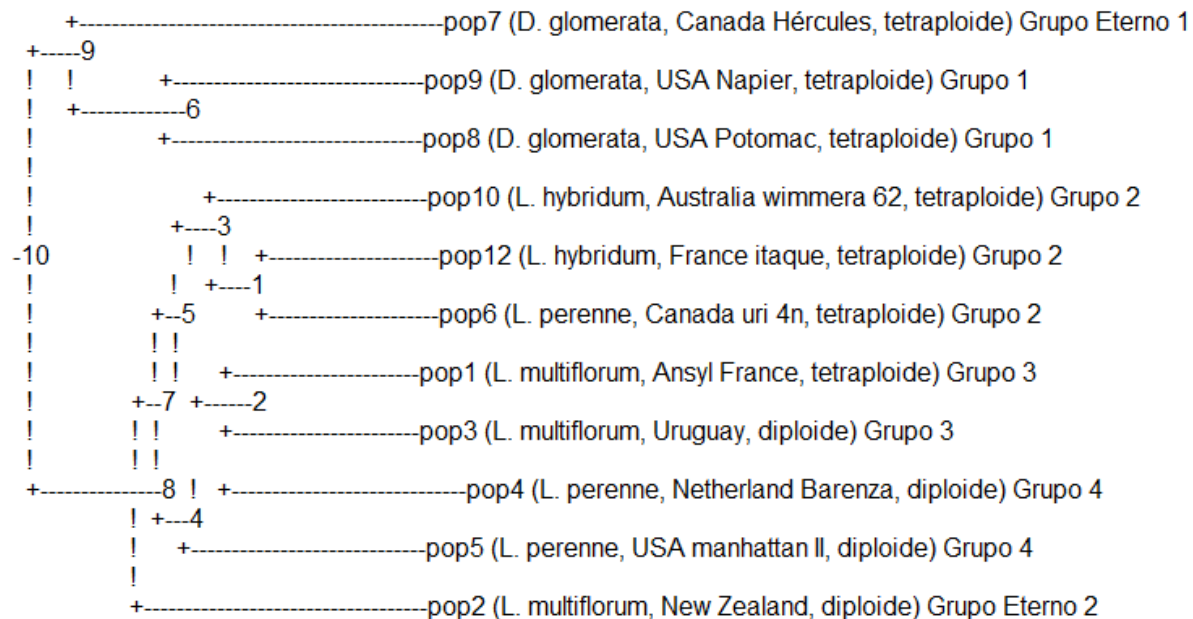 +-----------------------------------------pop7 (D. glomerata, Canada Hércules, tetraploide) Grupo Eterno 1
+-----9
! ! +----------------------------pop9 (D. glomerata, USA Napier, tetraploide) Grupo 1
! +-------------6
! +----------------------------pop8 (D. glomerata, USA Potomac, tetraploide) Grupo 1
!
! +------------------------pop10 (L. hybridum, Australia wimmera 62, tetraploide) Grupo 2
! +----3
-10 ! ! +-------------------pop12 (L. hybridum, France itaque, tetraploide) Grupo 2
! ! +----1
! +--5 +-------------------pop6 (L. perenne, Canada uri 4n, tetraploide) Grupo 2
! ! !
! ! ! +---------------------pop1 (L. multiflorum, Ansyl France, tetraploide) Grupo 3
! +--7 +------2
! ! ! +---------------------pop3 (L. multiflorum, Uruguay, diploide) Grupo 3
! ! !
+---------------8 ! +--------------------------pop4 (L. perenne, Netherland Barenza, diploide) Grupo 4
! +---4
! +--------------------------pop5 (L. perenne, USA manhattan II, diploide) Grupo 4
!
+--------------------------------pop2 (L. multiflorum, New Zealand, diploide) Grupo Eterno 2